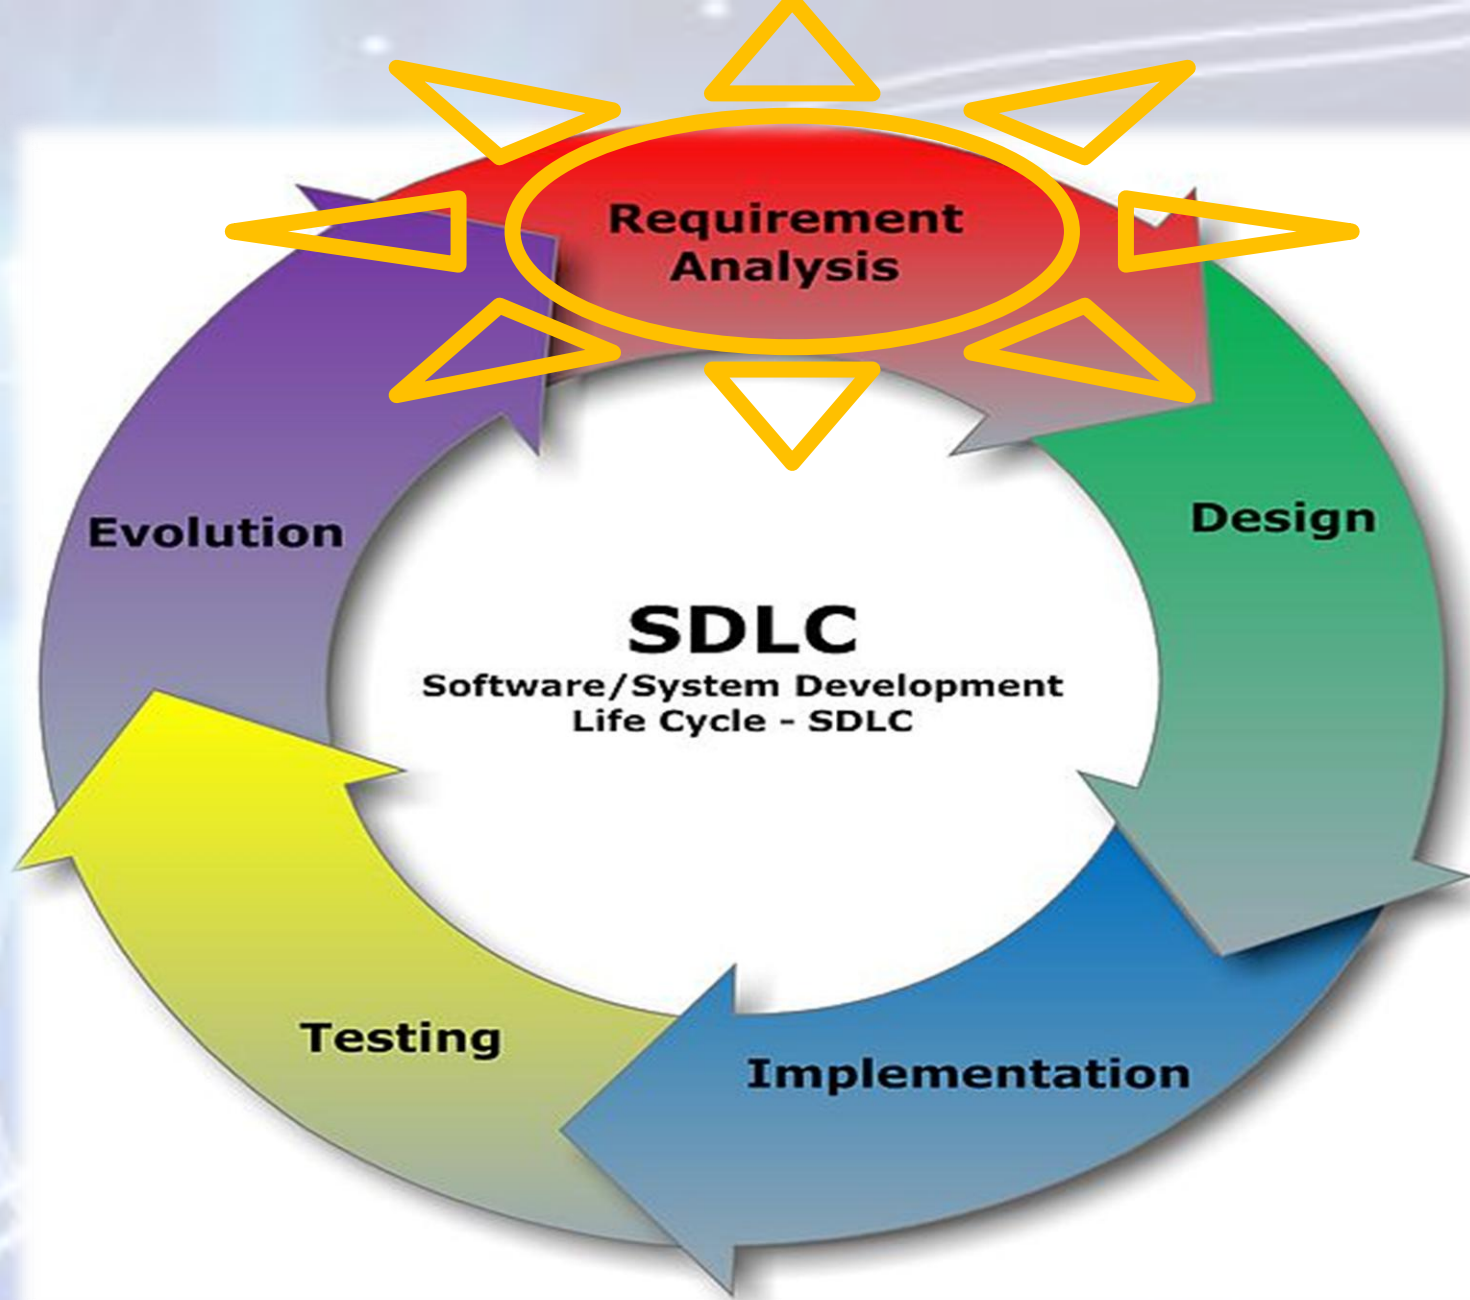 Requirement
Analysis
Design
Evolution
SDLC
Software/System Development
Life Cycle - SDLC
Testing
Implementation